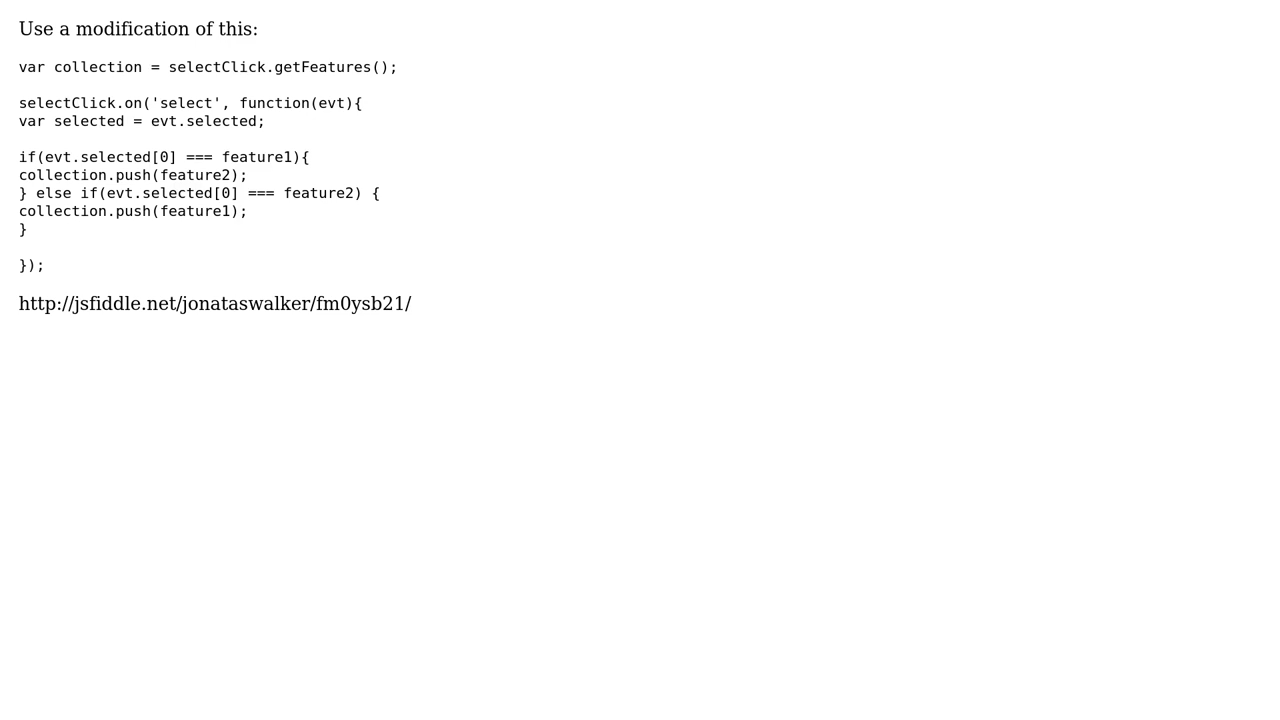 Use a modification of this:
var collection = selectClick.getFeatures();
selectClick.on('select', function(evt){
var selected = evt.selected;
if(evt.selected[0] === feature1){
collection.push(feature2);
} else if(evt.selected[0] === feature2) {
collection.push(feature1);
}
});
http://jsfiddle.net/jonataswalker/fm0ysb21/